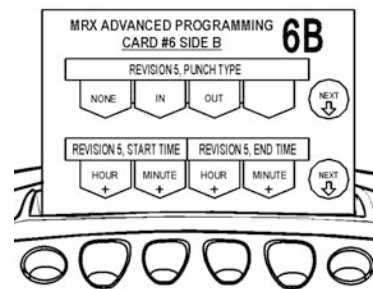 MRX ADVANCED PROGRAMMING
CARD #6 SIDE B
6B
REVISION 5, PUNCH TYPE
NONE IN OUT NEXT
REVISION 5, START TIME REVISION 5, END TIME
HOUR + MINUTE + HOUR + MINUTE + NEXT